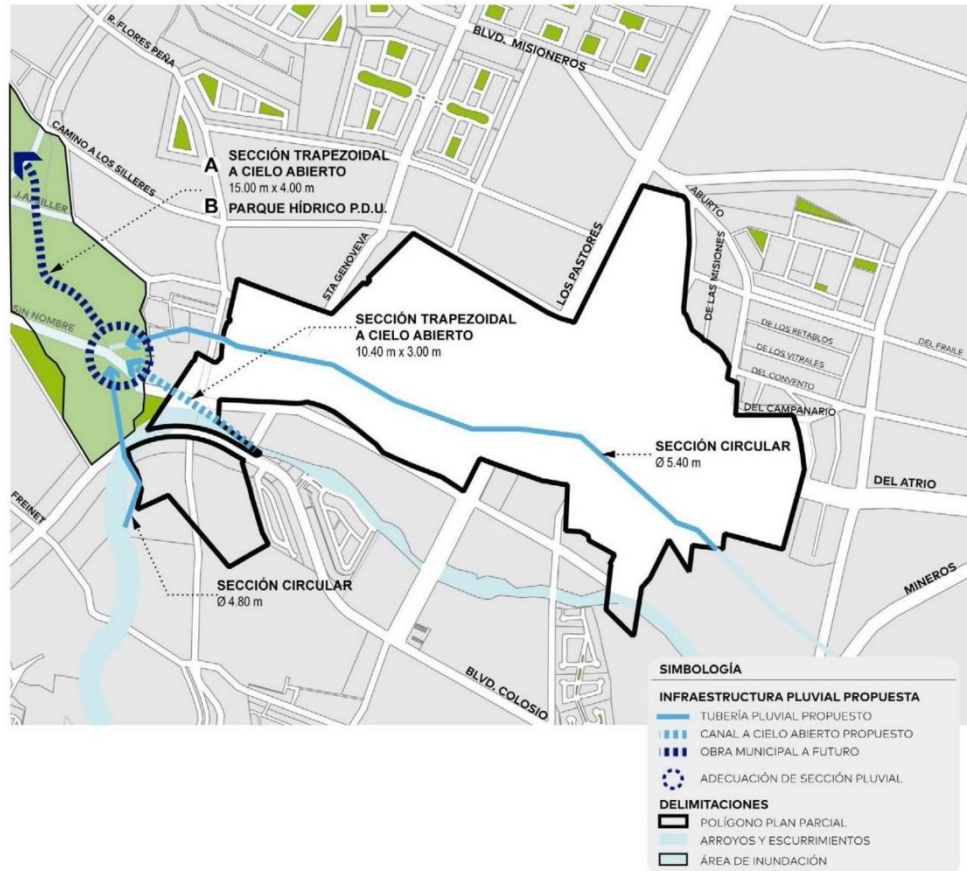 BLVD. MISIONEROS
R. FLORES PEÑA
CAMINO A LOS SILLERES
A SECCIÓN TRAPEZOIDAL
A CIELO ABIERTO
15.00 m x 4.00 m
B PARQUE HÍDRICO P.D.U.
ABURTO
LOS PASTORES
STA GENOVEVA
DE LAS MISIONES
SIN NOMBRE
SECCIÓN TRAPEZOIDAL
A CIELO ABIERTO
10.40 m x 3.00 m
DE LOS RETABLOS
DEL FRAILE
DE LOS VITRALES
DEL CONVENTO
DEL CAMPANARIO
SECCIÓN CIRCULAR
Ø 5.40 m
DEL ATRIO
FREINET
SECCIÓN CIRCULAR
Ø 4.80 m
MINEROS
BLVD. COLOSIO
SIMBOLOGÍA
INFRAESTRUCTURA PLUVIAL PROPUESTA
TUBERÍA PLUVIAL PROPUESTO
CANAL A CIELO ABIERTO PROPUESTO
OBRA MUNICIPAL A FUTURO
ADECUACIÓN DE SECCIÓN PLUVIAL
DELIMITACIONES
POLÍGONO PLAN PARCIAL
ARROYOS Y ESCURRIMIENTOS
ÁREA DE INUNDACIÓN